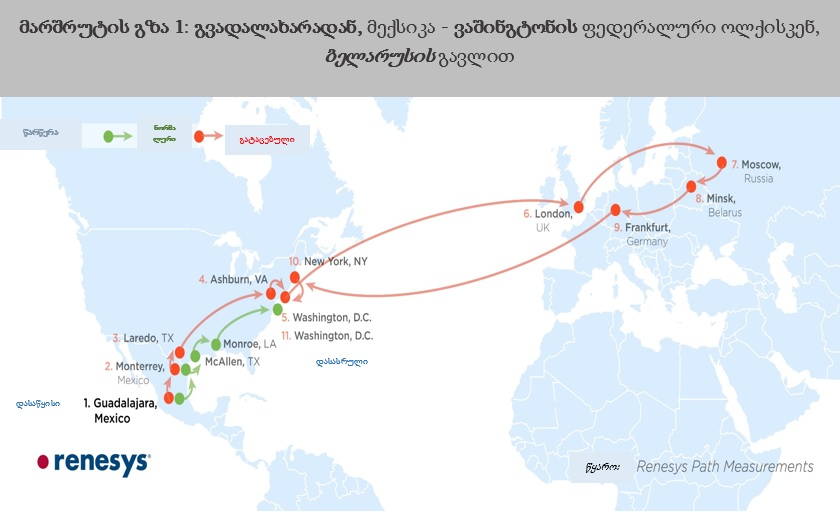 მარშრუტის გზა 1: გვადალახარადან, მექსიკა - ვაშინგტონის ფედერალური ოლქისკენ,
ბელარუსის გავლით
წარწერა
ნორმა
ლური
გატაცებული
7. Moscow,
Russia
8. Minsk,
Belarus
6. London,
UK
9. Frankfurt,
Germany
10. New York, NY
4. Ashburn, VA
5. Washington, D.C.
11. Washington, D.C.
3. Laredo, TX
Monroe, LA
McAllen, TX
დასასრული
2. Monterrey,
Mexico
დასაწყისი
1. Guadalajara,
Mexico
renesys
წყარო: Renesys Path Measurements